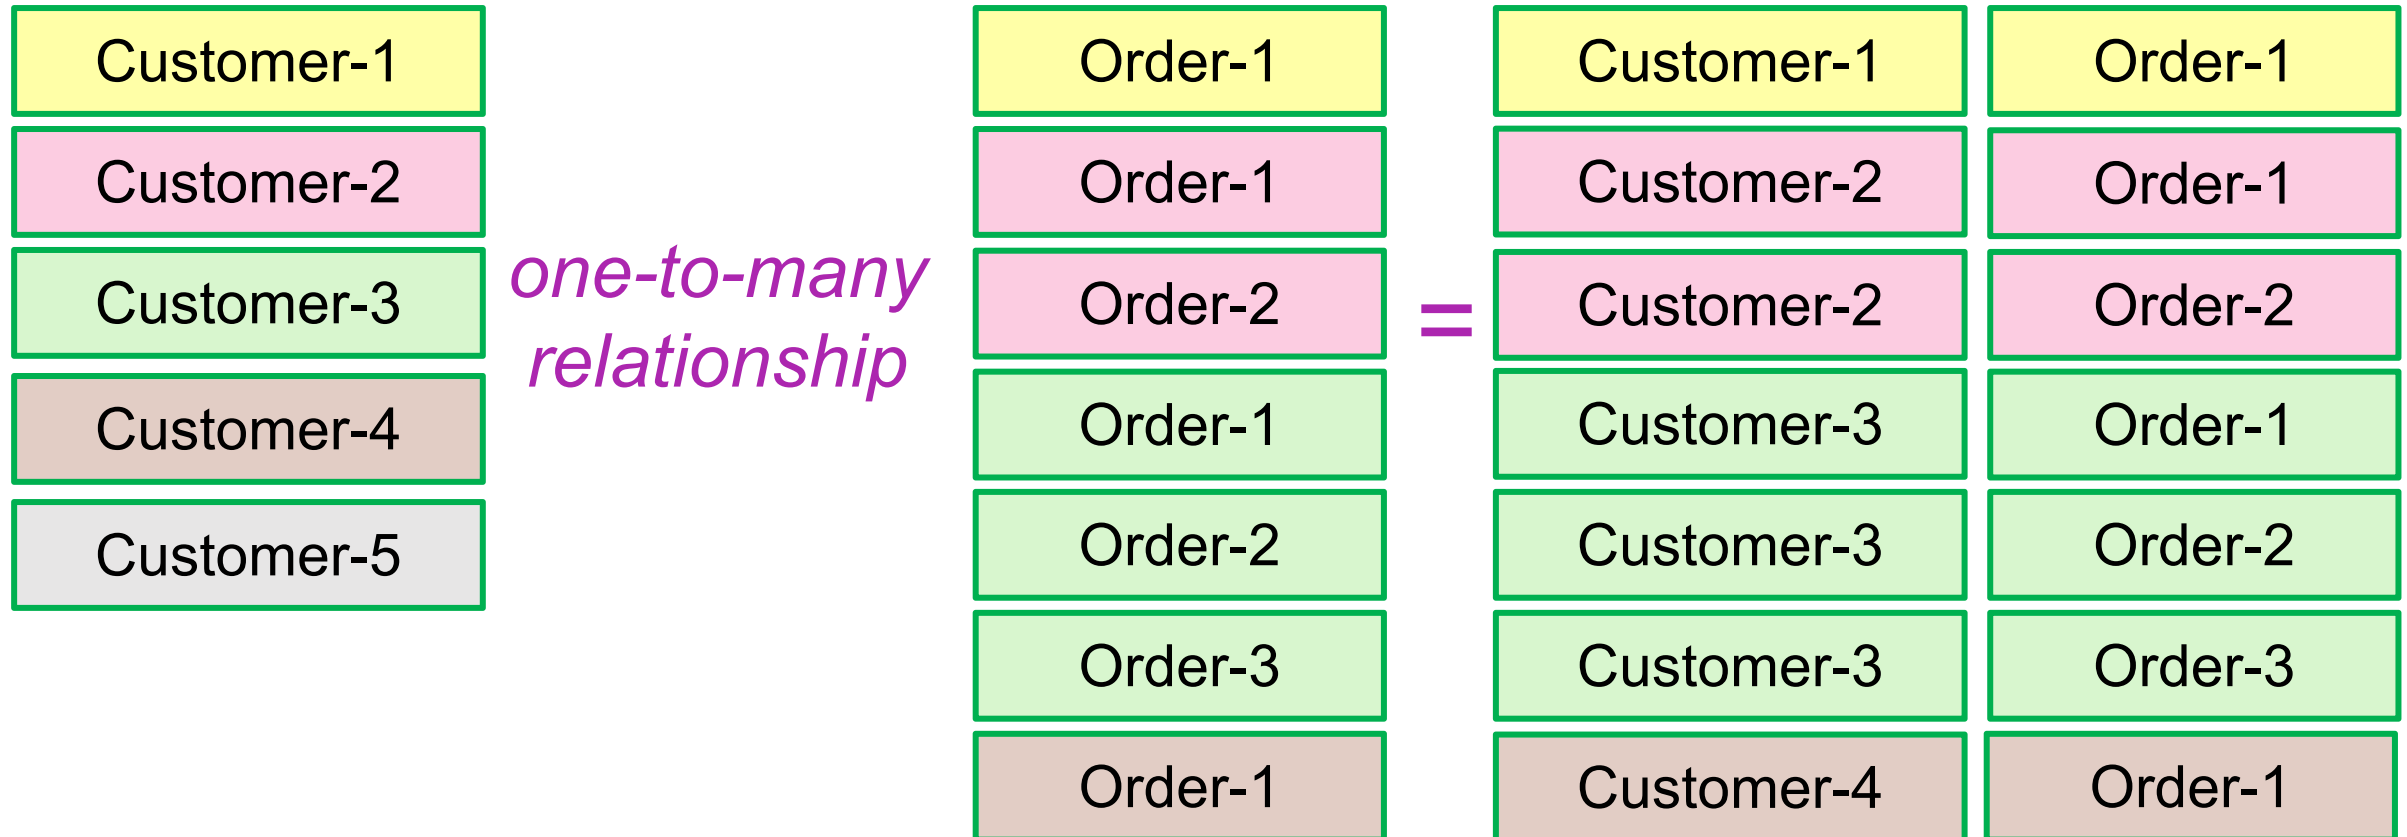 Customer-1
Customer-2
Customer-3
Customer-4
Customer-5
one-to-many
relationship
Order-1
Order-1
Order-2
Order-1
Order-2
Order-3
Order-1
=
Customer-1 Order-1
Customer-2 Order-1
Customer-2 Order-2
Customer-3 Order-1
Customer-3 Order-2
Customer-3 Order-3
Customer-4 Order-1